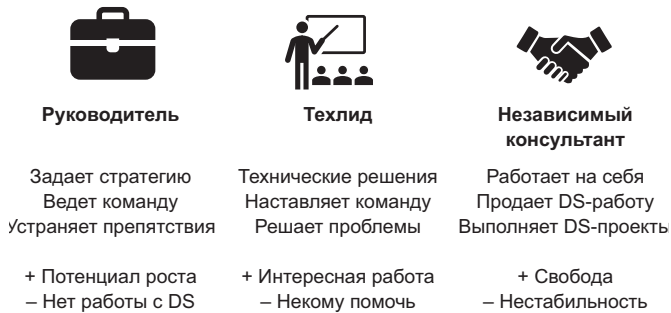 Руководитель
Задает стратегию
Ведет команду
Устраняет препятствия
+ Потенциал роста
– Нет работы с DS
Техлид
Технические решения
Наставляет команду
Решает проблемы
+ Интересная работа
– Некому помочь
Независимый
консультант
Работает на себя
Продает DS-работу
Выполняет DS-проекты
+ Свобода
– Нестабильность